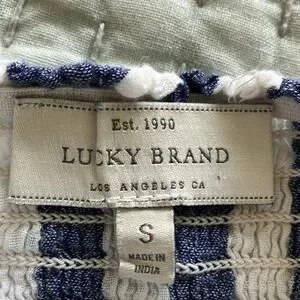 Est. 1990
LUCKY BRAND
LOS ANGELES CA
S
MADE IN
INDIA